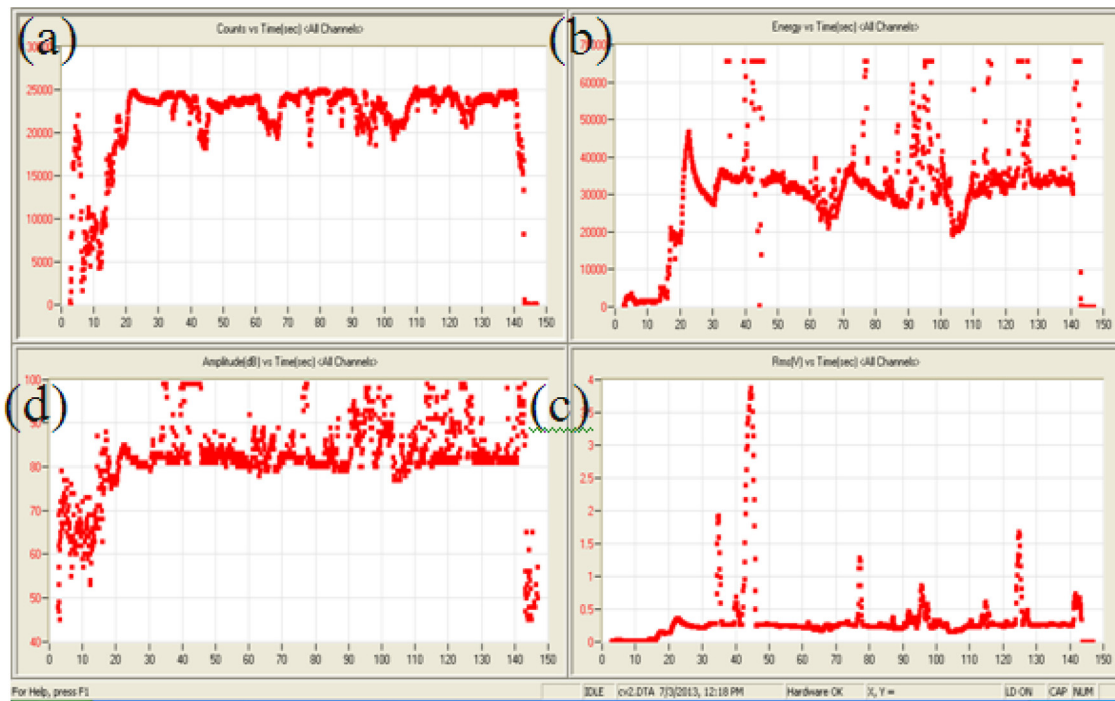 (a)
Counts vs Time(sec) <All Channels>
25000
20000
15000
10000
5000
0
0 10 20 30 40 50 60 70 80 90 100 110 120 130 140 150
(b)
Energy vs Time(sec) <All Channels>
70000
60000
50000
40000
30000
20000
10000
0
0 10 20 30 40 50 60 70 80 90 100 110 120 130 140 150
(d)
Amplitude(dB) vs Time(sec) <All Channels>
100
90
80
70
60
50
40
0 10 20 30 40 50 60 70 80 90 100 110 120 130 140 150
(c)
Rms(V) vs Time(sec) <All Channels>
4
3
2.5
2
1.5
1
0.5
0
0 10 20 30 40 50 60 70 80 90 100 110 120 130 140 150
For Help, press F1
IDLE cv2.DTA 7/3/2013, 12:18 PM Hardware OK X, Y = LD ON CAP NUM